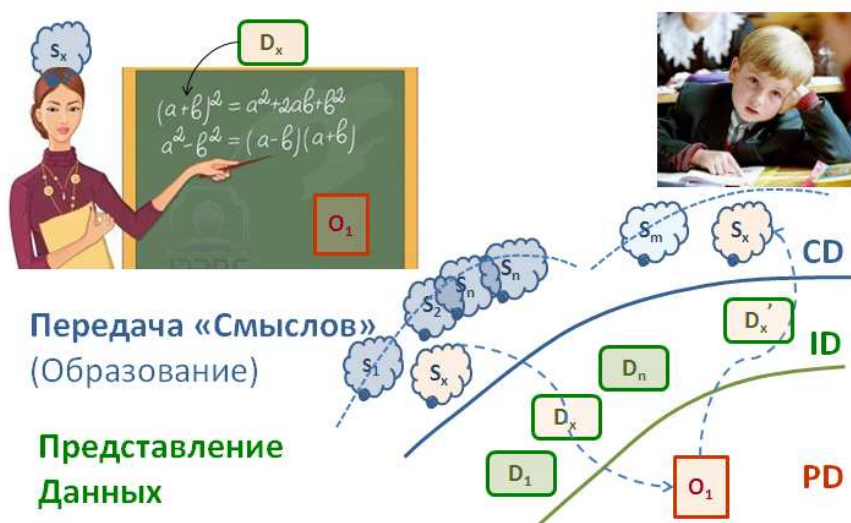 Sₓ
Dₓ
(a+b)² = a²+2ab+b²
a²-b² = (a-b)(a+b)
O₁
Sₘ
Sₓ
CD
Sₙ
Sₙ
S₂
Передача «Смыслов»
(Образование)
S₁
Sₓ
Dₓ′
ID
Dₙ
Dₓ
Представление
Данных
D₁
O₁
PD